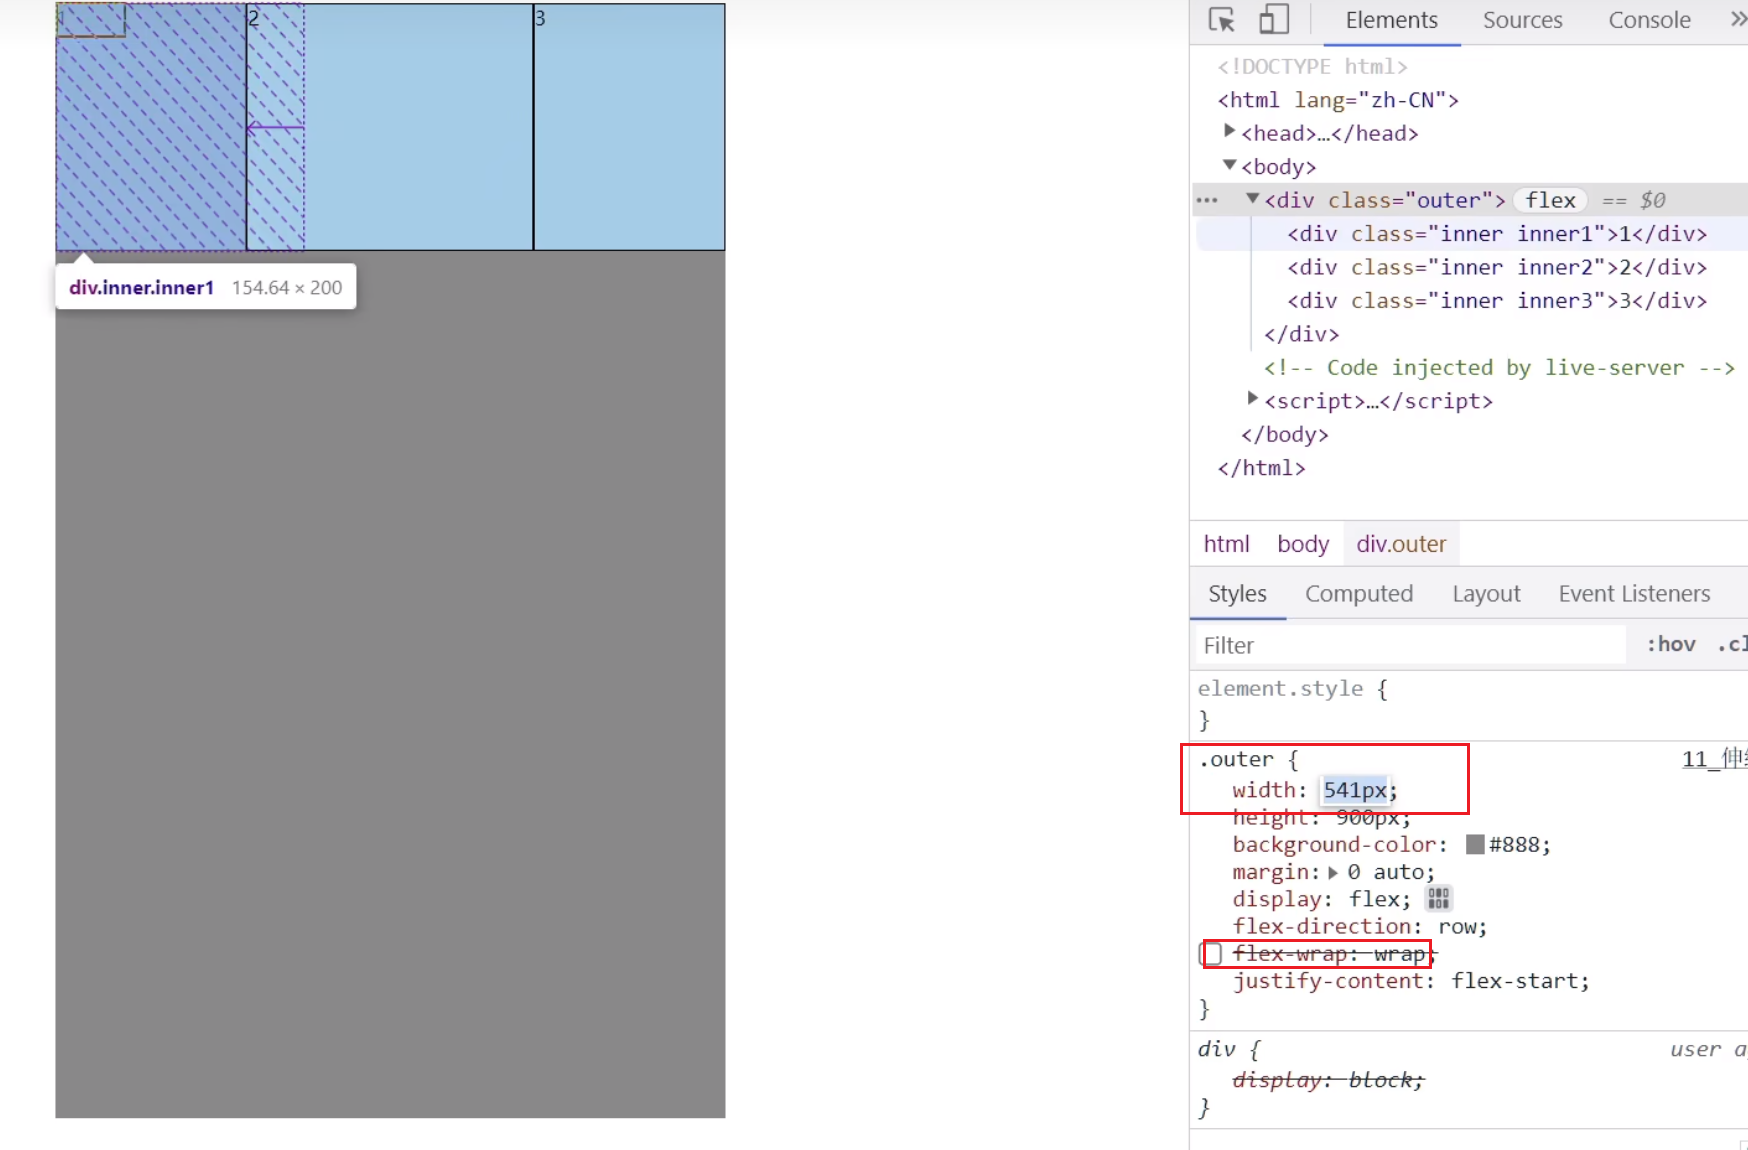 1
2
3
div.inner.inner1 154.64 × 200
Elements Sources Console »
<!DOCTYPE html>
<html lang="zh-CN">
<head>…</head>
<body>
<div class="outer"> flex == $0
<div class="inner inner1">1</div>
<div class="inner inner2">2</div>
<div class="inner inner3">3</div>
</div>
<!-- Code injected by live-server -->
<script>…</script>
</body>
</html>
html body div.outer
Styles Computed Layout Event Listeners
Filter :hov
element.style {
}
.outer { 11_伸
width: 541px;
height: 900px;
background-color: #888;
margin: 0 auto;
display: flex;
flex-direction: row;
flex-wrap: wrap;
justify-content: flex-start;
}
div { user
display: block;
}